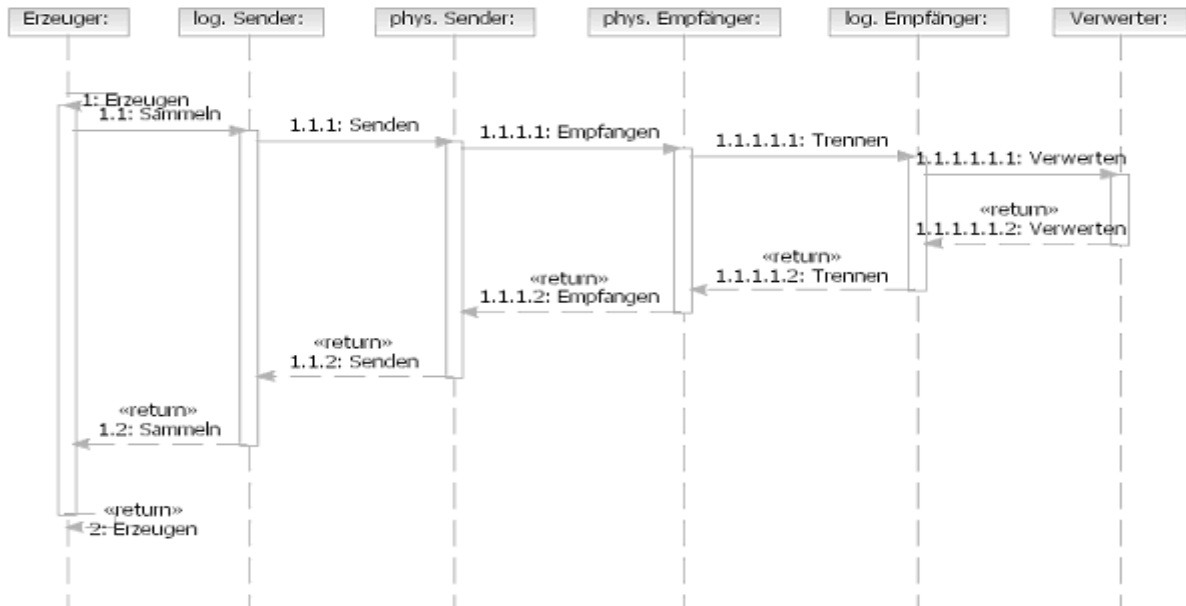 Erzeuger:
log. Sender:
phys. Sender:
phys. Empfänger:
log. Empfänger:
Verwerter:
1: Erzeugen
1.1: Sammeln
1.1.1: Senden
1.1.1.1: Empfangen
1.1.1.1.1: Trennen
1.1.1.1.1.1: Verwerten
«return»
1.1.1.1.1.2: Verwerten
«return»
1.1.1.1.2: Trennen
«return»
1.1.1.2: Empfangen
«return»
1.1.2: Senden
«return»
1.2: Sammeln
«return»
2: Erzeugen